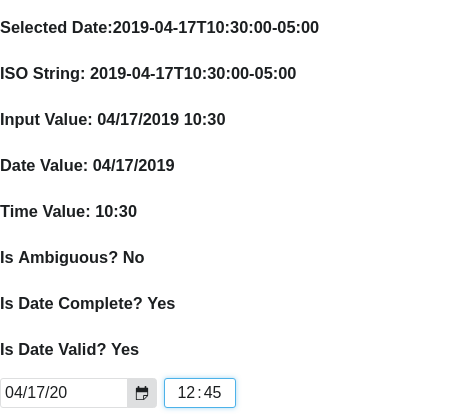 Selected Date:2019-04-17T10:30:00-05:00
ISO String: 2019-04-17T10:30:00-05:00
Input Value: 04/17/2019 10:30
Date Value: 04/17/2019
Time Value: 10:30
Is Ambiguous? No
Is Date Complete? Yes
Is Date Valid? Yes
04/17/20 12:45